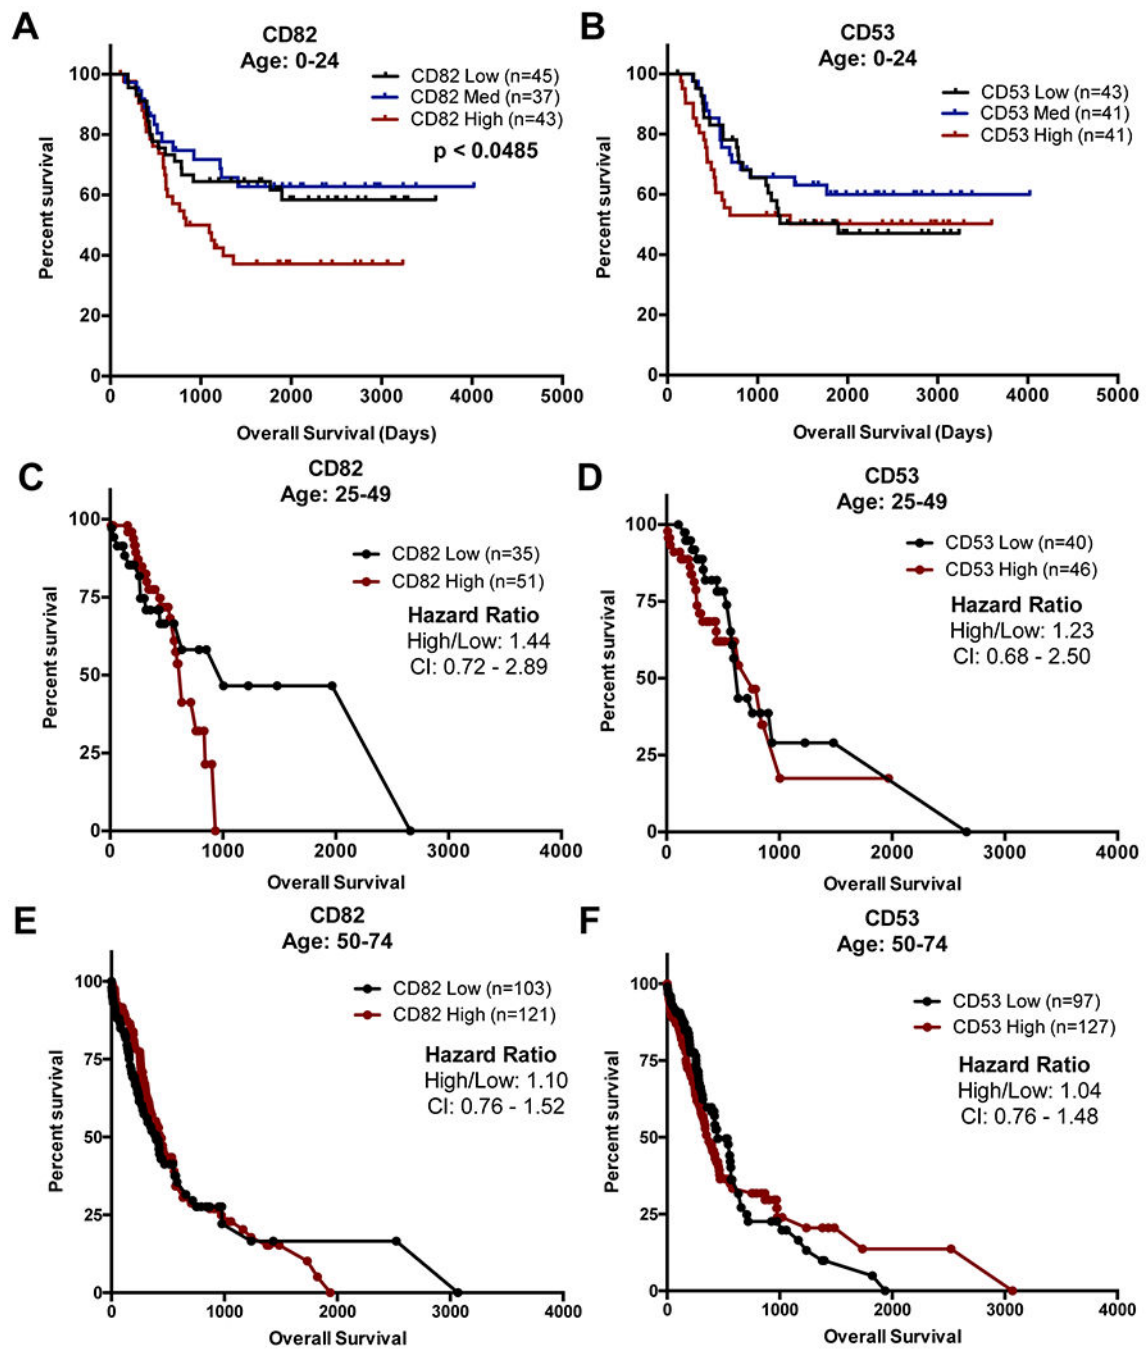 A
CD82
Age: 0-24
CD82 Low (n=45)
CD82 Med (n=37)
CD82 High (n=43)
p < 0.0485
Percent survival
100
80
60
40
20
0
0 1000 2000 3000 4000 5000
Overall Survival (Days)
B
CD53
Age: 0-24
CD53 Low (n=43)
CD53 Med (n=41)
CD53 High (n=41)
Percent survival
100
80
60
40
20
0
0 1000 2000 3000 4000 5000
Overall Survival (Days)
C
CD82
Age: 25-49
CD82 Low (n=35)
CD82 High (n=51)
Hazard Ratio
High/Low: 1.44
CI: 0.72 - 2.89
Percent survival
100
75
50
25
0
0 1000 2000 3000 4000
Overall Survival
D
CD53
Age: 25-49
CD53 Low (n=40)
CD53 High (n=46)
Hazard Ratio
High/Low: 1.23
CI: 0.68 - 2.50
Percent survival
100
75
50
25
0
0 1000 2000 3000 4000
Overall Survival
E
CD82
Age: 50-74
CD82 Low (n=103)
CD82 High (n=121)
Hazard Ratio
High/Low: 1.10
CI: 0.76 - 1.52
Percent survival
100
75
50
25
0
0 1000 2000 3000 4000
Overall Survival
F
CD53
Age: 50-74
CD53 Low (n=97)
CD53 High (n=127)
Hazard Ratio
High/Low: 1.04
CI: 0.76 - 1.48
Percent survival
100
75
50
25
0
0 1000 2000 3000 4000
Overall Survival